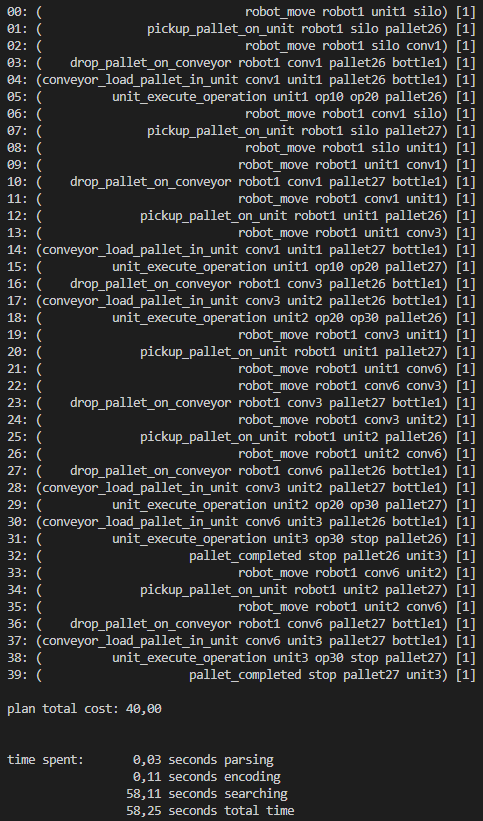 00: ( robot_move robot1 unit1 silo) [1]
01: ( pickup_pallet_on_unit robot1 silo pallet26) [1]
02: ( robot_move robot1 silo conv1) [1]
03: ( drop_pallet_on_conveyor robot1 conv1 pallet26 bottle1) [1]
04: (conveyor_load_pallet_in_unit conv1 unit1 pallet26 bottle1) [1]
05: ( unit_execute_operation unit1 op10 op20 pallet26) [1]
06: ( robot_move robot1 conv1 silo) [1]
07: ( pickup_pallet_on_unit robot1 silo pallet27) [1]
08: ( robot_move robot1 silo unit1) [1]
09: ( robot_move robot1 unit1 conv1) [1]
10: ( drop_pallet_on_conveyor robot1 conv1 pallet27 bottle1) [1]
11: ( robot_move robot1 conv1 unit1) [1]
12: ( pickup_pallet_on_unit robot1 unit1 pallet26) [1]
13: ( robot_move robot1 unit1 conv3) [1]
14: (conveyor_load_pallet_in_unit conv1 unit1 pallet27 bottle1) [1]
15: ( unit_execute_operation unit1 op10 op20 pallet27) [1]
16: ( drop_pallet_on_conveyor robot1 conv3 pallet26 bottle1) [1]
17: (conveyor_load_pallet_in_unit conv3 unit2 pallet26 bottle1) [1]
18: ( unit_execute_operation unit2 op20 op30 pallet26) [1]
19: ( robot_move robot1 conv3 unit1) [1]
20: ( pickup_pallet_on_unit robot1 unit1 pallet27) [1]
21: ( robot_move robot1 unit1 conv6) [1]
22: ( robot_move robot1 conv6 conv3) [1]
23: ( drop_pallet_on_conveyor robot1 conv3 pallet27 bottle1) [1]
24: ( robot_move robot1 conv3 unit2) [1]
25: ( pickup_pallet_on_unit robot1 unit2 pallet26) [1]
26: ( robot_move robot1 unit2 conv6) [1]
27: ( drop_pallet_on_conveyor robot1 conv6 pallet26 bottle1) [1]
28: (conveyor_load_pallet_in_unit conv3 unit2 pallet27 bottle1) [1]
29: ( unit_execute_operation unit2 op20 op30 pallet27) [1]
30: (conveyor_load_pallet_in_unit conv6 unit3 pallet26 bottle1) [1]
31: ( unit_execute_operation unit3 op30 stop pallet26) [1]
32: ( pallet_completed stop pallet26 unit3) [1]
33: ( robot_move robot1 conv6 unit2) [1]
34: ( pickup_pallet_on_unit robot1 unit2 pallet27) [1]
35: ( robot_move robot1 unit2 conv6) [1]
36: ( drop_pallet_on_conveyor robot1 conv6 pallet27 bottle1) [1]
37: (conveyor_load_pallet_in_unit conv6 unit3 pallet27 bottle1) [1]
38: ( unit_execute_operation unit3 op30 stop pallet27) [1]
39: ( pallet_completed stop pallet27 unit3) [1]
plan total cost: 40,00
time spent: 0,03 seconds parsing
0,11 seconds encoding
58,11 seconds searching
58,25 seconds total time